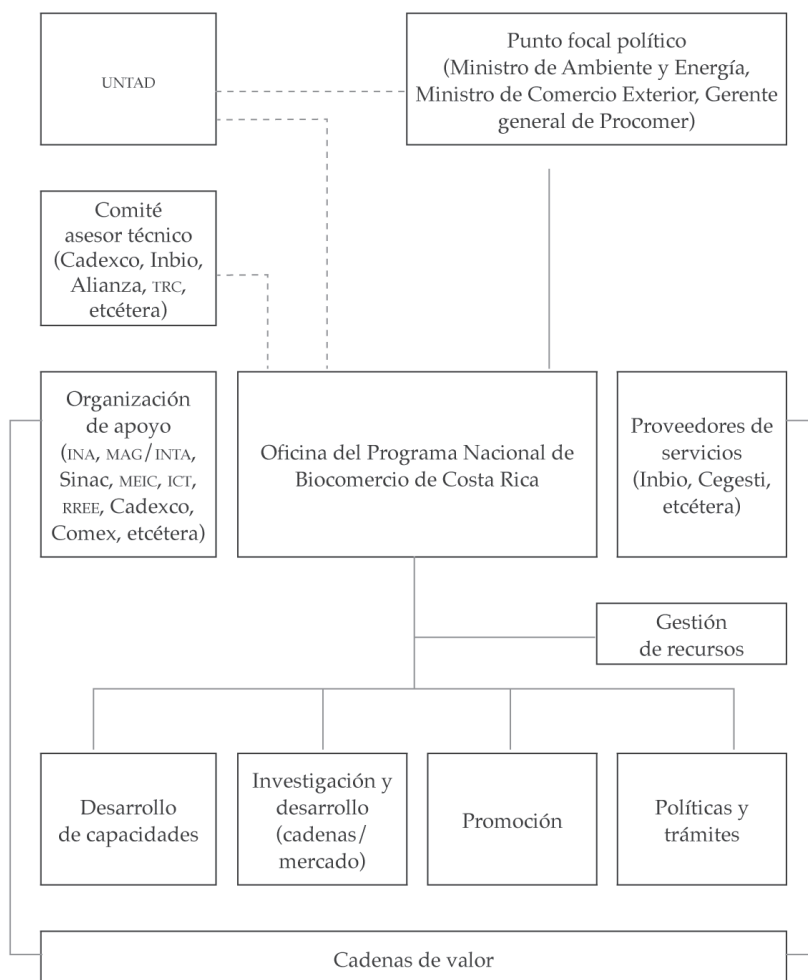 UNTAD
Punto focal político
(Ministro de Ambiente y Energía,
Ministro de Comercio Exterior, Gerente
general de Procomer)
Comité
asesor técnico
(Cadexco, Inbio,
Alianza, TRC,
etcétera)
Organización
de apoyo
(INA, MAG/INTA,
Sinac, MEIC, ICT,
RREE, Cadexco,
Comex, etcétera)
Oficina del Programa Nacional de
Biocomercio de Costa Rica
Proveedores de
servicios
(Inbio, Cegesti,
etcétera)
Gestión
de recursos
Desarrollo
de capacidades
Investigación y
desarrollo
(cadenas/
mercado)
Promoción
Políticas y
trámites
Cadenas de valor